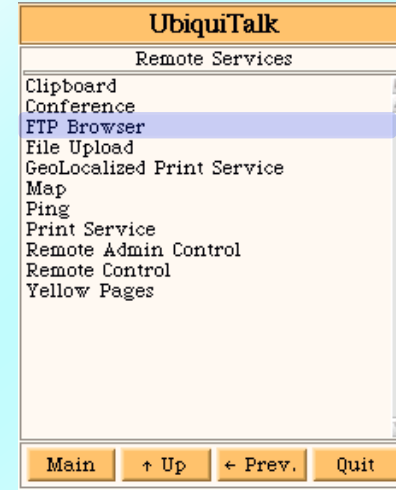 UbiquiTalk
Remote Services
Clipboard
Conference
FTP Browser
File Upload
GeoLocalized Print Service
Map
Ping
Print Service
Remote Admin Control
Remote Control
Yellow Pages
Main ↑ Up ← Prev. Quit